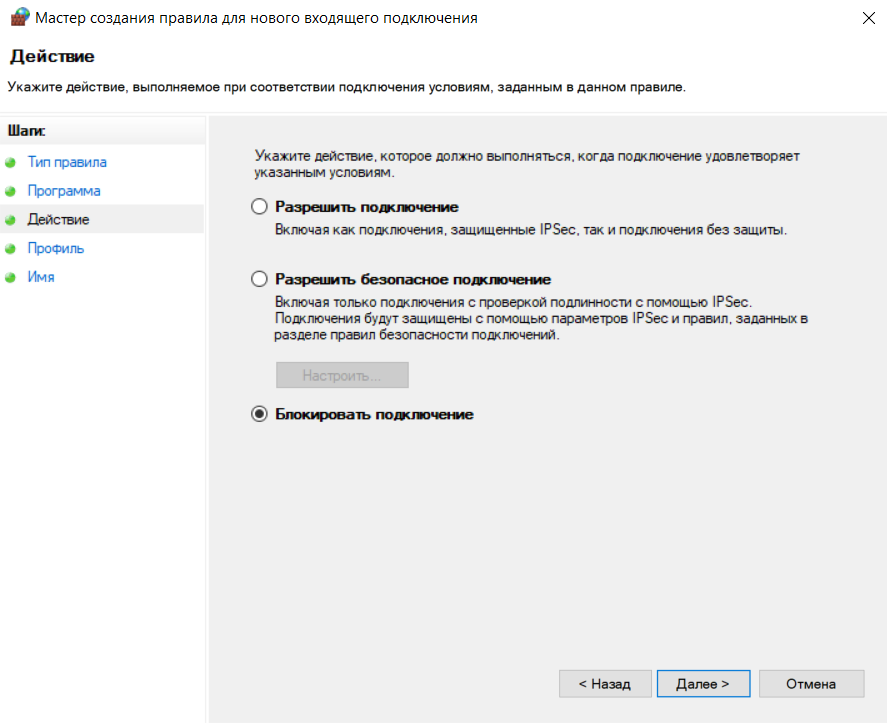 Мастер создания правила для нового входящего подключения
Действие
Укажите действие, выполняемое при соответствии подключения условиям, заданным в данном правиле.
Шаги:
Тип правила
Программа
Действие
Профиль
Имя
Укажите действие, которое должно выполняться, когда подключение удовлетворяет
указанным условиям.
Разрешить подключение
Включая как подключения, защищенные IPSec, так и подключения без защиты.
Разрешить безопасное подключение
Включая только подключения с проверкой подлинности с помощью IPSec.
Подключения будут защищены с помощью параметров IPSec и правил, заданных в
разделе правил безопасности подключений.
Настроить...
Блокировать подключение
< Назад
Далее >
Отмена